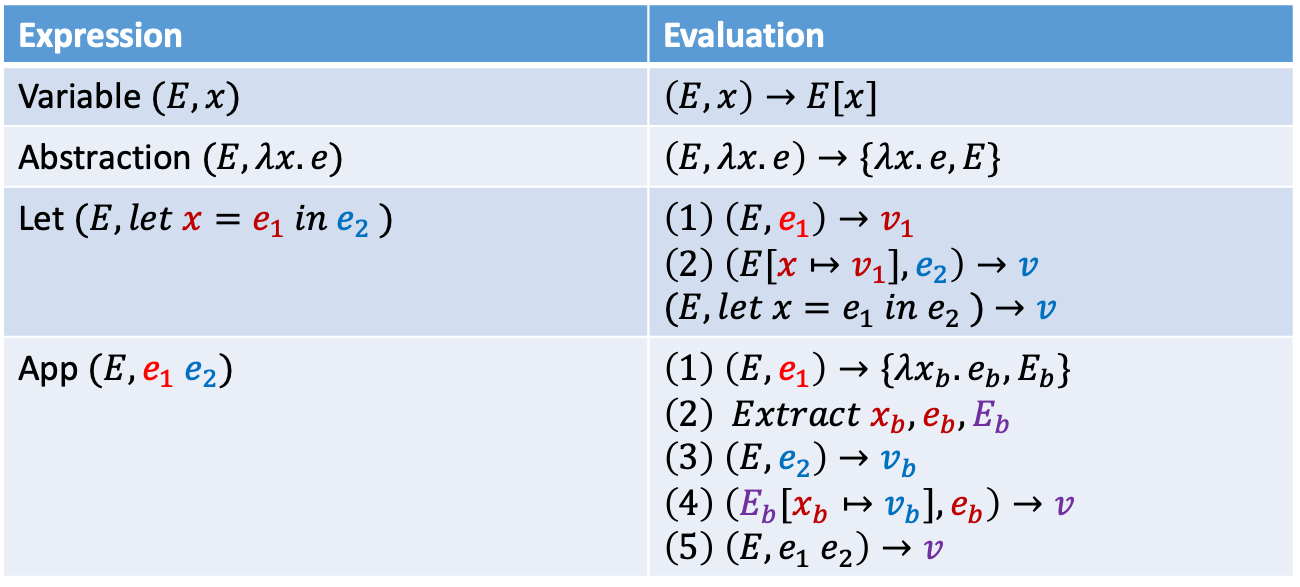 Expression Evaluation
Variable (E, x) (E, x) → E[x]
Abstraction (E, λx. e) (E, λx. e) → {λx. e, E}
Let (E, let x = e₁ in e₂ ) (1) (E, e₁) → v₁
(2) (E[x ↦ v₁], e₂) → v
(E, let x = e₁ in e₂ ) → v
App (E, e₁ e₂) (1) (E, e₁) → {λx_b. e_b, E_b}
(2) Extract x_b, e_b, E_b
(3) (E, e₂) → v_b
(4) (E_b[x_b ↦ v_b], e_b) → v
(5) (E, e₁ e₂) → v